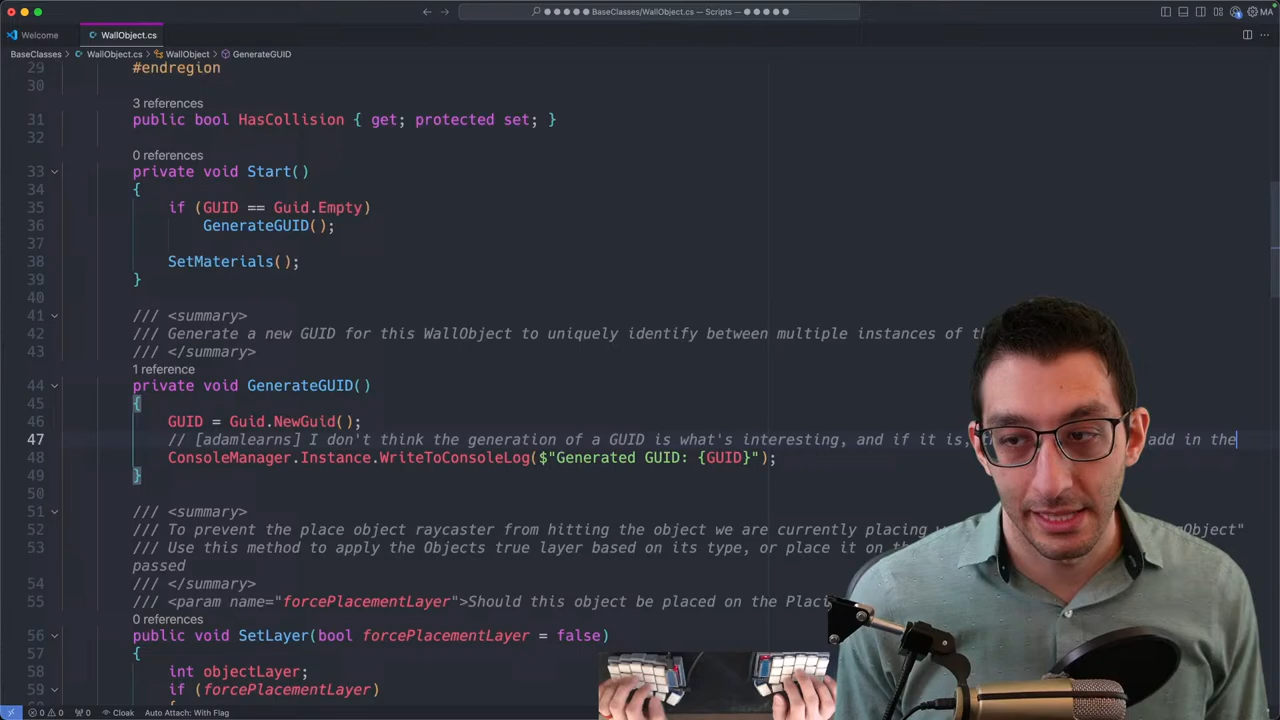 BaseClasses/WallObject.cs — Scripts —
MA
Welcome
WallObject.cs
BaseClasses > WallObject.cs > WallObject > GenerateGUID
29 #endregion
30
3 references
31 public bool HasCollision { get; protected set; }
32
0 references
33 private void Start()
34 {
35 if (GUID == Guid.Empty)
36 GenerateGUID();
37
38 SetMaterials();
39 }
40
41 /// <summary>
42 /// Generate a new GUID for this WallObject to uniquely identify between multiple instances of
43 /// </summary>
1 reference
44 private void GenerateGUID()
45 {
46 GUID = Guid.NewGuid();
47 // [adamlearns] I don't think the generation of a GUID is what's interesting, and if it is, add in the
48 ConsoleManager.Instance.WriteToConsoleLog($"Generated GUID: {GUID}");
49 }
50
51 /// <summary>
52 /// To prevent the place object raycaster from hitting the object we are currently placing
53 /// Use this method to apply the Objects true layer based on its type, or place it on
passed
54 /// </summary>
55 /// <param name="forcePlacementLayer">Should this object be placed on the
0 references
56 public void SetLayer(bool forcePlacementLayer = false)
57 {
58 int objectLayer;
59 if (forcePlacementLayer)
0 0 0 Cloak Auto Attach: With Flag